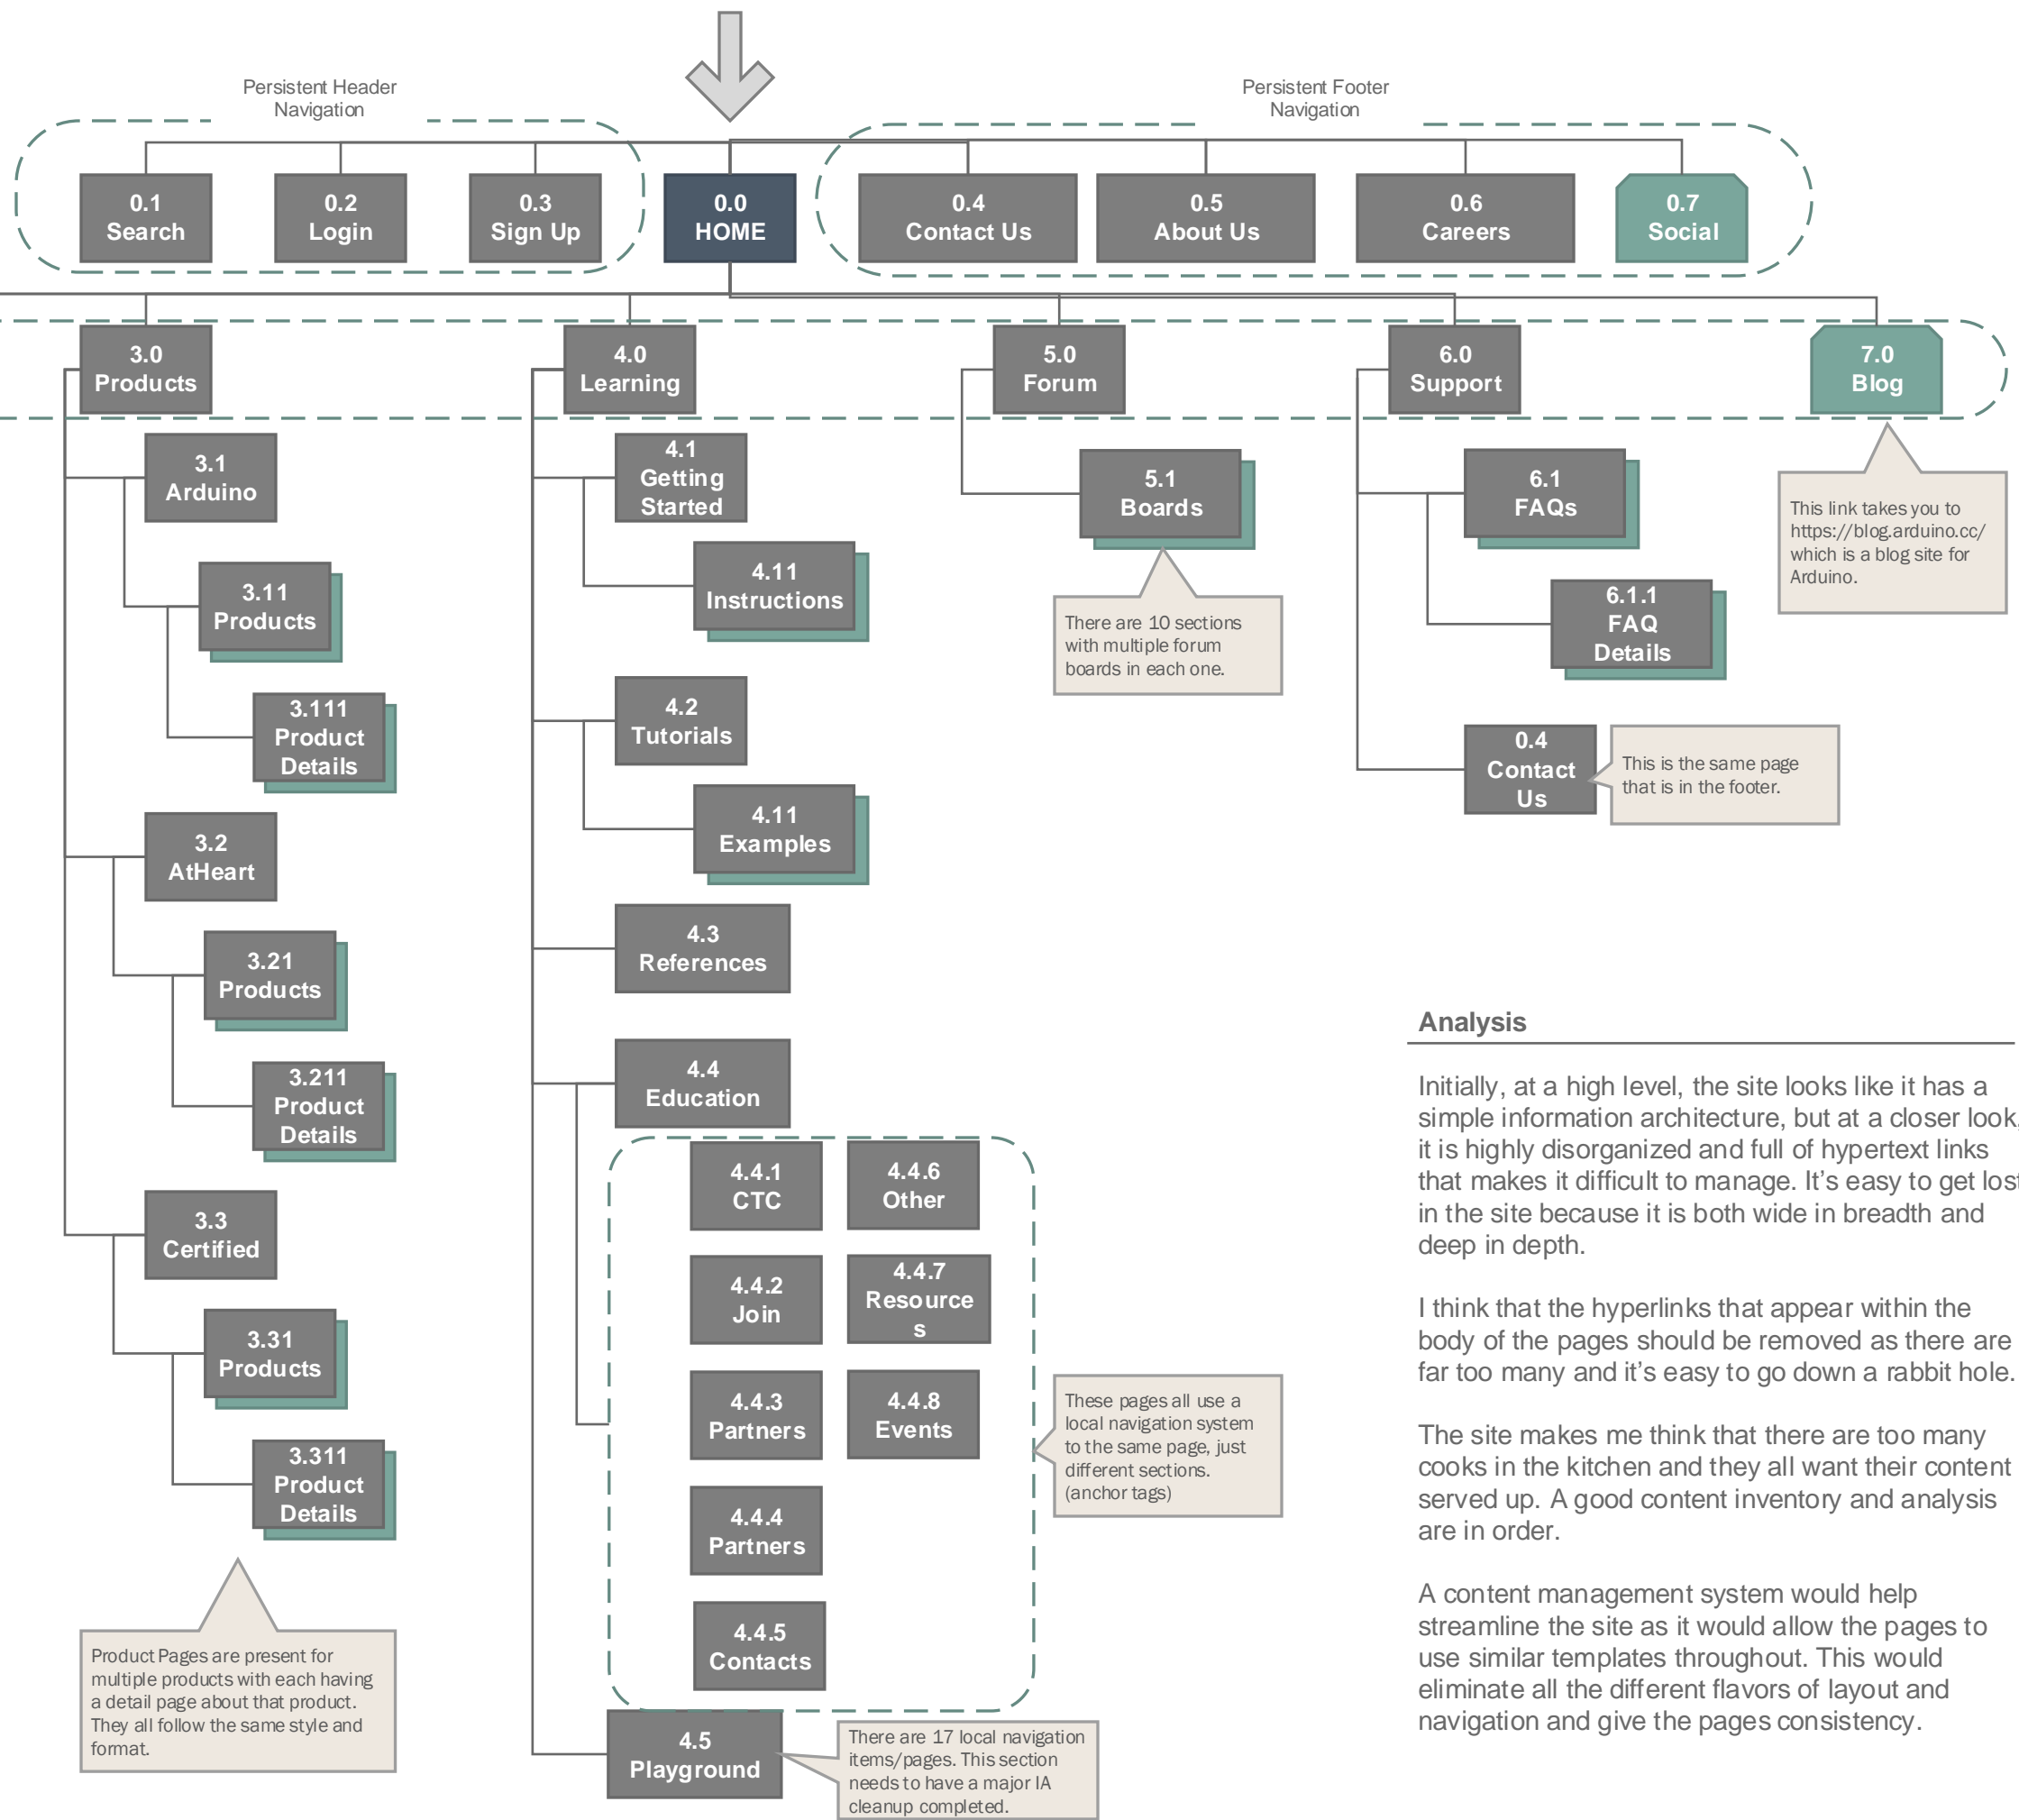 Persistent Header
Navigation
Persistent Footer
Navigation
0.1
Search
0.2
Login
0.3
Sign Up
0.0
HOME
0.4
Contact Us
0.5
About Us
0.6
Careers
0.7
Social
3.0
Products
4.0
Learning
5.0
Forum
6.0
Support
7.0
Blog
3.1
Arduino
3.11
Products
3.111
Product
Details
3.2
AtHeart
3.21
Products
3.211
Product
Details
3.3
Certified
3.31
Products
3.311
Product
Details
Product Pages are present for
multiple products with each having
a detail page about that product.
They all follow the same style and
format.
4.1
Getting
Started
4.11
Instructions
4.2
Tutorials
4.11
Examples
4.3
References
4.4
Education
4.4.1
CTC
4.4.2
Join
4.4.3
Partners
4.4.4
Partners
4.4.5
Contacts
4.4.6
Other
4.4.7
Resource
s
4.4.8
Events
These pages all use a
local navigation system
to the same page, just
different sections.
(anchor tags)
4.5
Playground
There are 17 local navigation
items/pages. This section
needs to have a major IA
cleanup completed.
5.1
Boards
There are 10 sections
with multiple forum
boards in each one.
6.1
FAQs
6.1.1
FAQ
Details
0.4
Contact
Us
This is the same page
that is in the footer.
This link takes you to
https://blog.arduino.cc/
which is a blog site for
Arduino.
Analysis
Initially, at a high level, the site looks like it has a
simple information architecture, but at a closer look,
it is highly disorganized and full of hypertext links
that makes it difficult to manage. It's easy to get lost
in the site because it is both wide in breadth and
deep in depth.
I think that the hyperlinks that appear within the
body of the pages should be removed as there are
far too many and it's easy to go down a rabbit hole.
The site makes me think that there are too many
cooks in the kitchen and they all want their content
served up. A good content inventory and analysis
are in order.
A content management system would help
streamline the site as it would allow the pages to
use similar templates throughout. This would
eliminate all the different flavors of layout and
navigation and give the pages consistency.